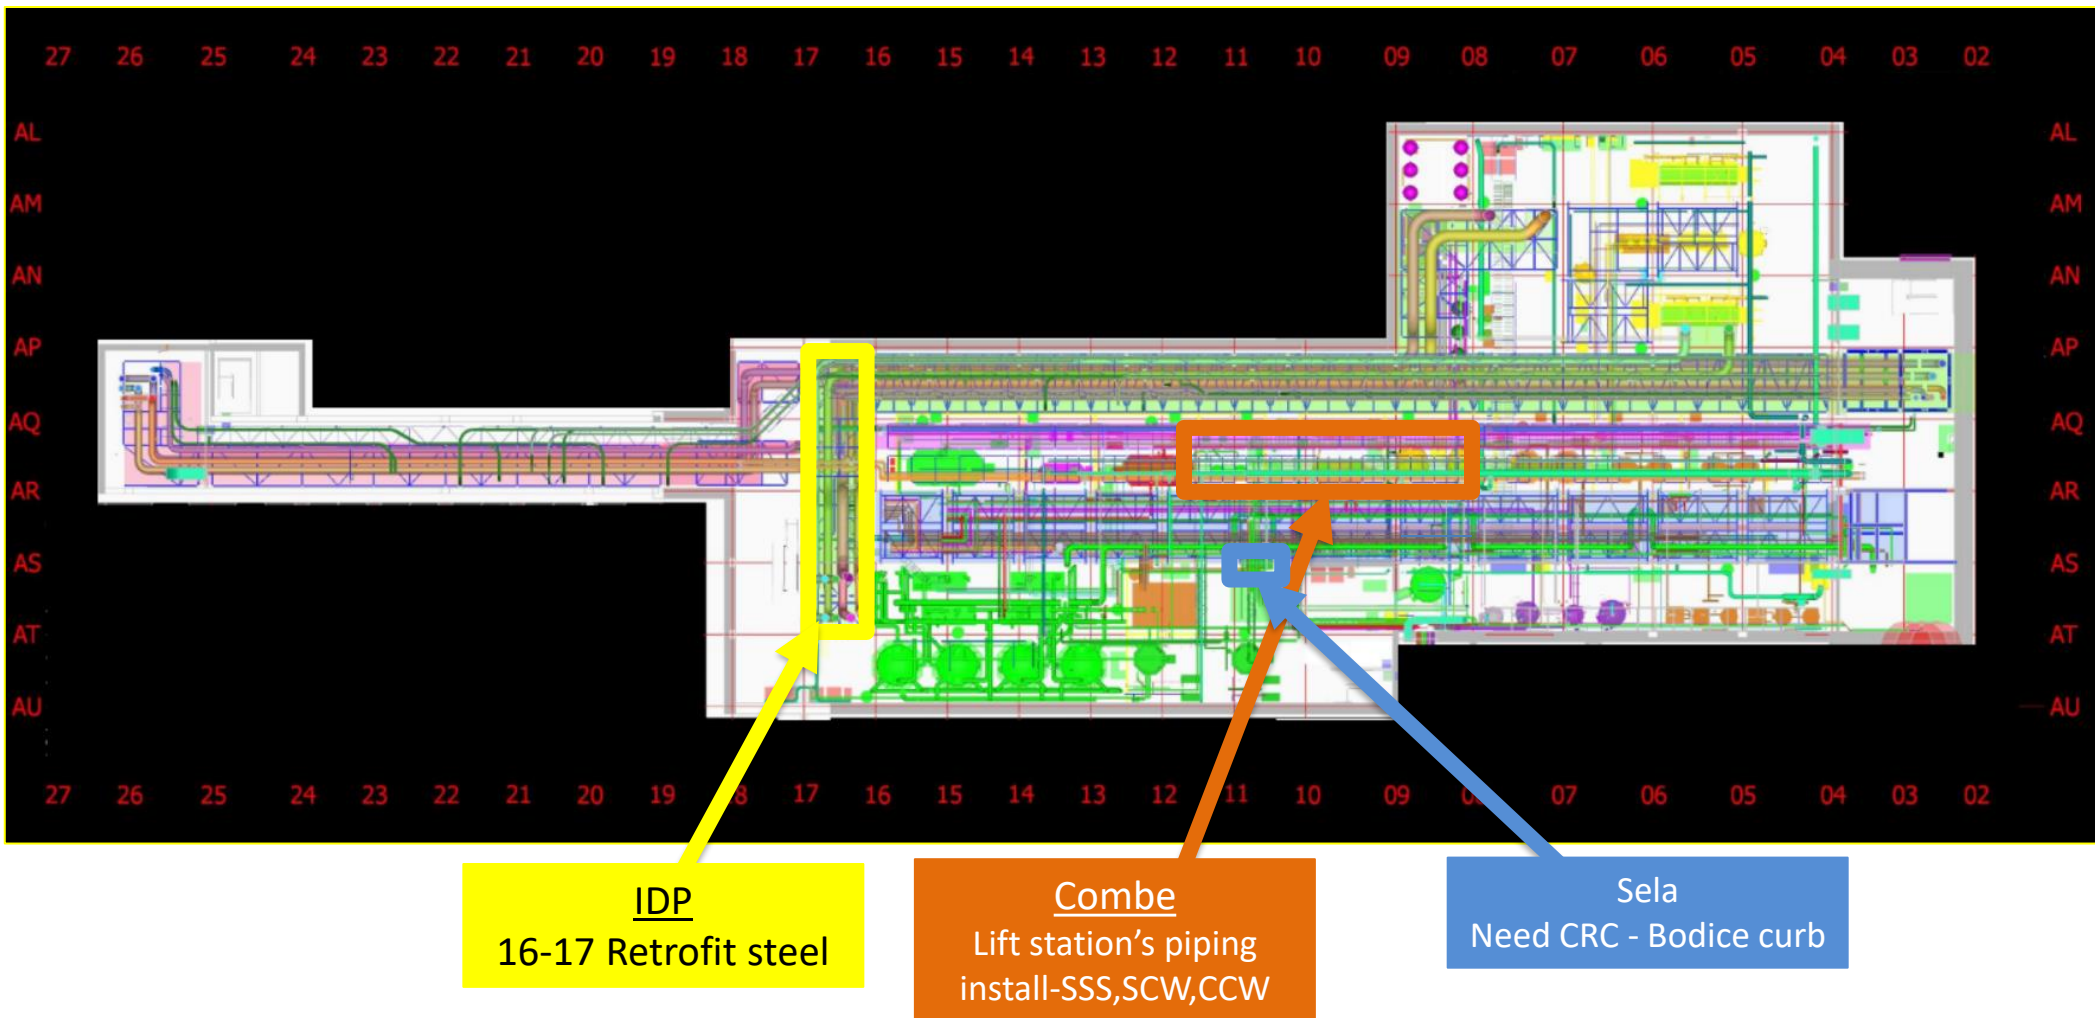 27 26 25 24 23 22 21 20 19 18 17 16 15 14 13 12 11 10 09 08 07 06 05 04 03 02
AL AL
AM AM
AN AN
AP AP
AQ AQ
AR AR
AS AS
AT AT
AU AU
27 26 25 24 23 22 21 20 19 18 17 16 15 14 13 12 11 10 09 08 07 06 05 04 03 02
IDP
16-17 Retrofit steel
Combe
Lift station’s piping
install-SSS,SCW,CCW
Sela
Need CRC - Bodice curb